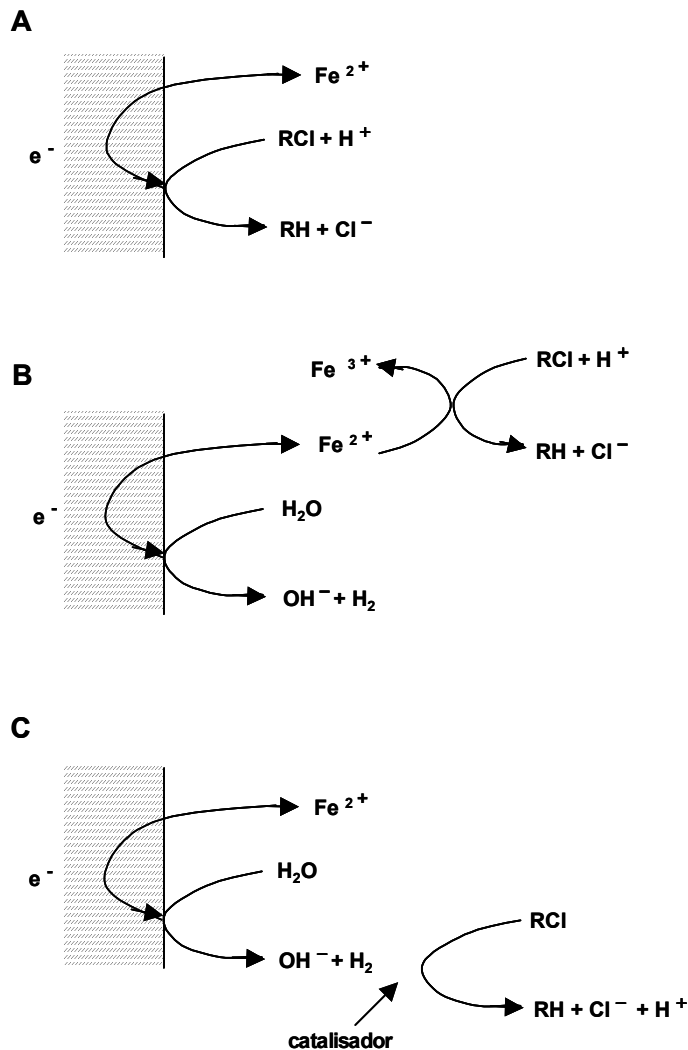 A
Fe 2+
RCl + H+
e -
RH + Cl −
B
Fe 3+
RCl + H+
Fe 2+
RH + Cl −
H2O
e -
OH − + H2
C
Fe 2+
H2O
e -
RCl
OH − + H2
RH + Cl − + H+
catalisador